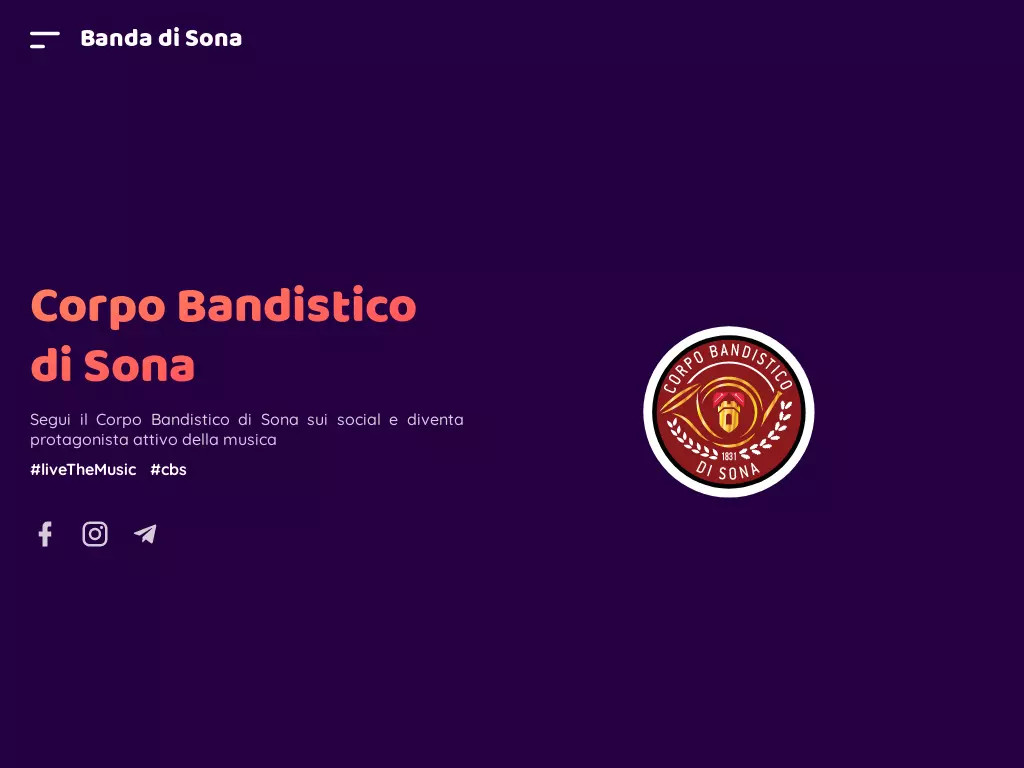 Banda di Sona
Corpo Bandistico
di Sona
Segui il Corpo Bandistico di Sona sui social e diventa
protagonista attivo della musica
#liveTheMusic #cbs
CORPO BANDISTICO
1831
DI SONA